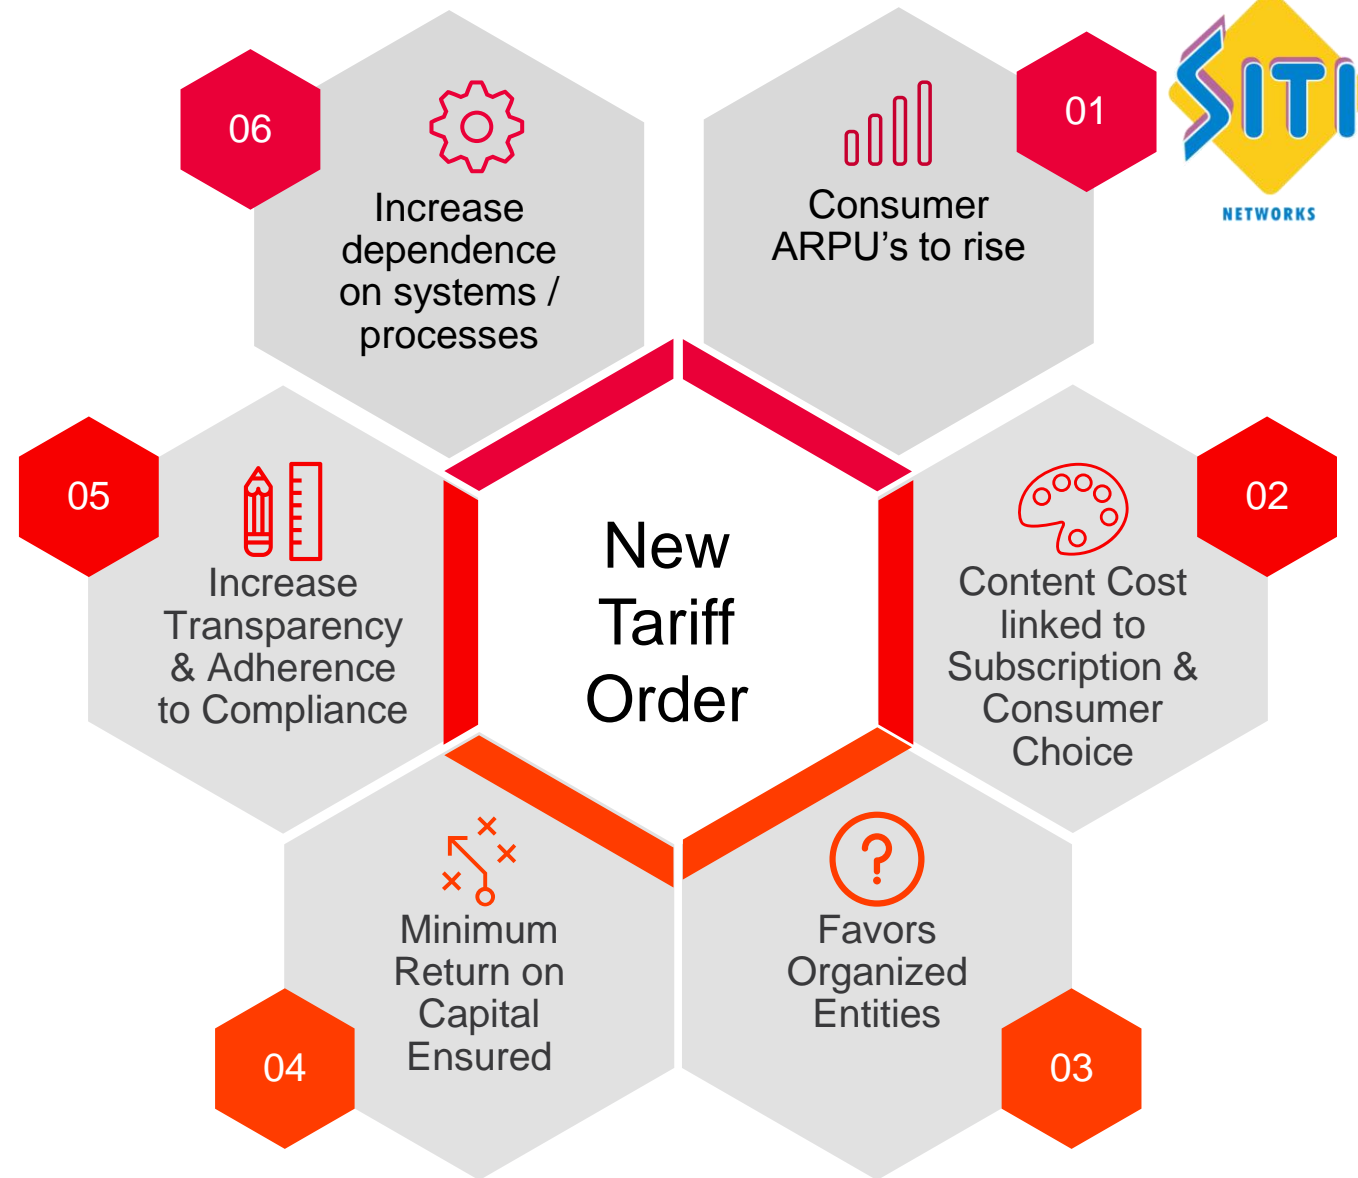 SITI
NETWORKS
01
Consumer
ARPU’s to rise
02
Content Cost
linked to
Subscription &
Consumer
Choice
03
Favors
Organized
Entities
04
Minimum
Return on
Capital
Ensured
05
Increase
Transparency
& Adherence
to Compliance
06
Increase
dependence
on systems /
processes
New
Tariff
Order